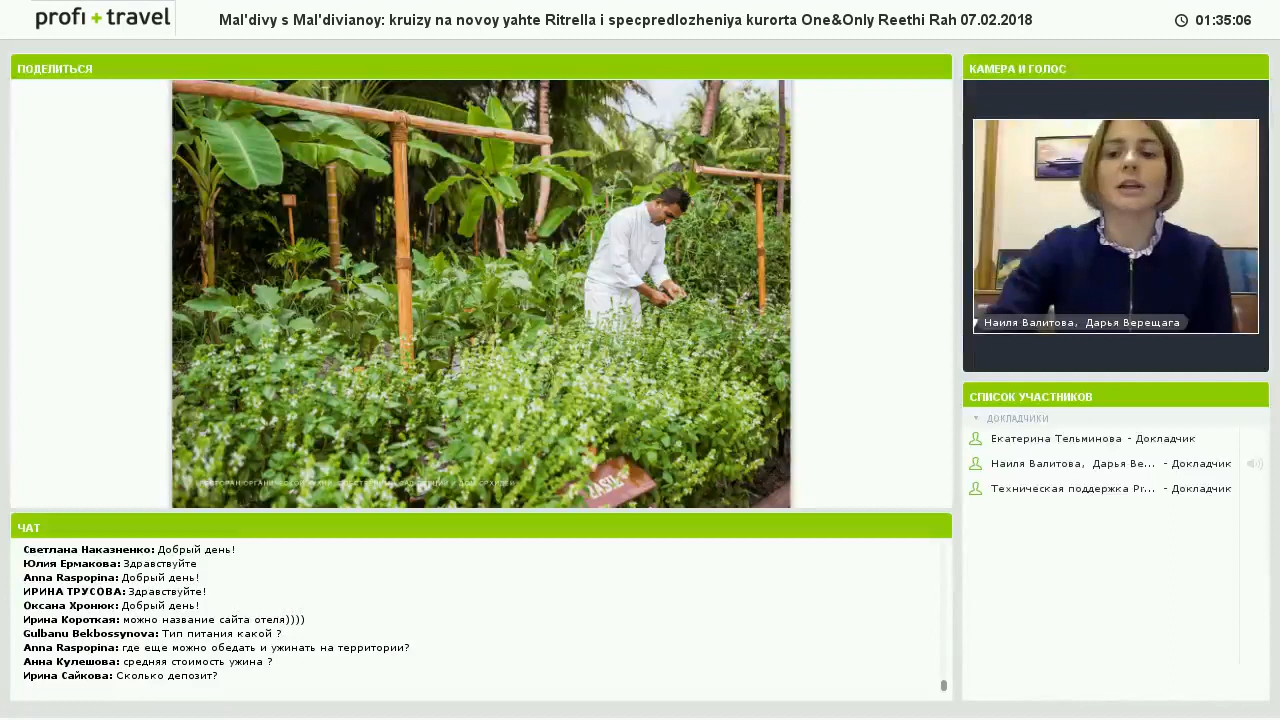 profi + travel
Mal'divy s Mal'divianoy: kruizy na novoy yahte Ritrella i specpredlozheniya kurorta One&Only Reethi Rah 07.02.2018
01:35:06
ПОДЕЛИТЬСЯ
BASIL
ЧАТ
Светлана Наказненко: Добрый день!
Юлия Ермакова: Здравствуйте
Anna Raspopina: Добрый день!
ИРИНА ТРУСОВА: Здравствуйте!
Оксана Хронюк: Добрый день!
Ирина Короткая: можно название сайта отеля))))
Gulbanu Bekbossynova: Тип питания какой ?
Anna Raspopina: где еще можно обедать и ужинать на территории?
Анна Кулешова: средняя стоимость ужина ?
Ирина Сайкова: Сколько депозит?
КАМЕРА И ГОЛОС
Наиля Валитова, Дарья Верещага
СПИСОК УЧАСТНИКОВ
ДОКЛАДЧИКИ
Екатерина Тельминова - Докладчик
Наиля Валитова, Дарья Ве... - Докладчик
Техническая поддержка Pr... - Докладчик